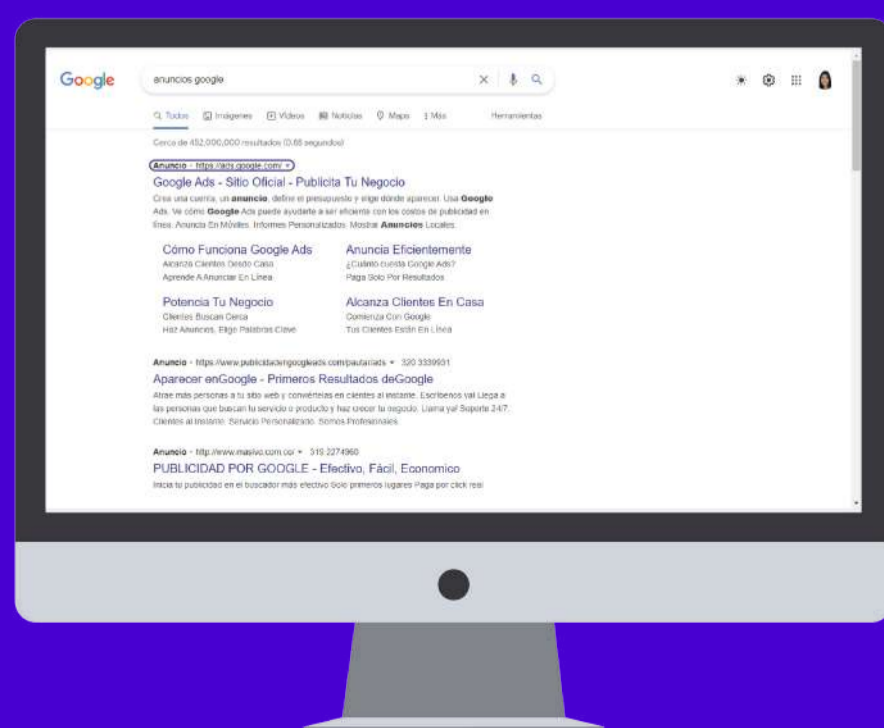 Google
anuncios google
Todos Imágenes Vídeos Noticias Maps Más Herramientas
Cerca de 482,000,000 resultados (0.68 segundos)
Anuncio · https://ads.google.com/
Google Ads - Sitio Oficial - Publicita Tu Negocio
Crea una cuenta, un anuncio, define el presupuesto y elige dónde aparecer. Usa Google
Ads. Ve cómo Google Ads puede ayudarte a ser eficiente con los costos de publicidad en
línea. Anuncia En Móviles. Informes Personalizados. Mostrar Anuncios Locales.
Cómo Funciona Google Ads
Alcanza Clientes Desde Casa
Aprende A Anunciar En Línea
Anuncia Eficientemente
¿Cuánto cuesta Google Ads?
Paga Solo Por Resultados
Potencia Tu Negocio
Clientes Buscan Cerca
Haz Anuncios, Elige Palabras Clave
Alcanza Clientes En Casa
Comienza Con Google
Tus Clientes Están En Línea
Anuncio · https://www.publicidadengoogleads.com/pautar/ads 320 3339931
Aparecer enGoogle - Primeros Resultados deGoogle
Atrae más personas a tu sitio web y conviértelas en clientes al instante. Escríbenos ya! Llega a
las personas que buscan tu servicio o producto y haz crecer tu negocio. Llama ya! Soporte 24/7.
Clientes al Instante. Servicio Personalizado. Somos Profesionales.
Anuncio · http://www.masivo.com.co/ 319 2274960
PUBLICIDAD POR GOOGLE - Efectivo, Fácil, Economico
Inicia tu publicidad en el buscador más efectivo Solo primeros lugares Paga por click real